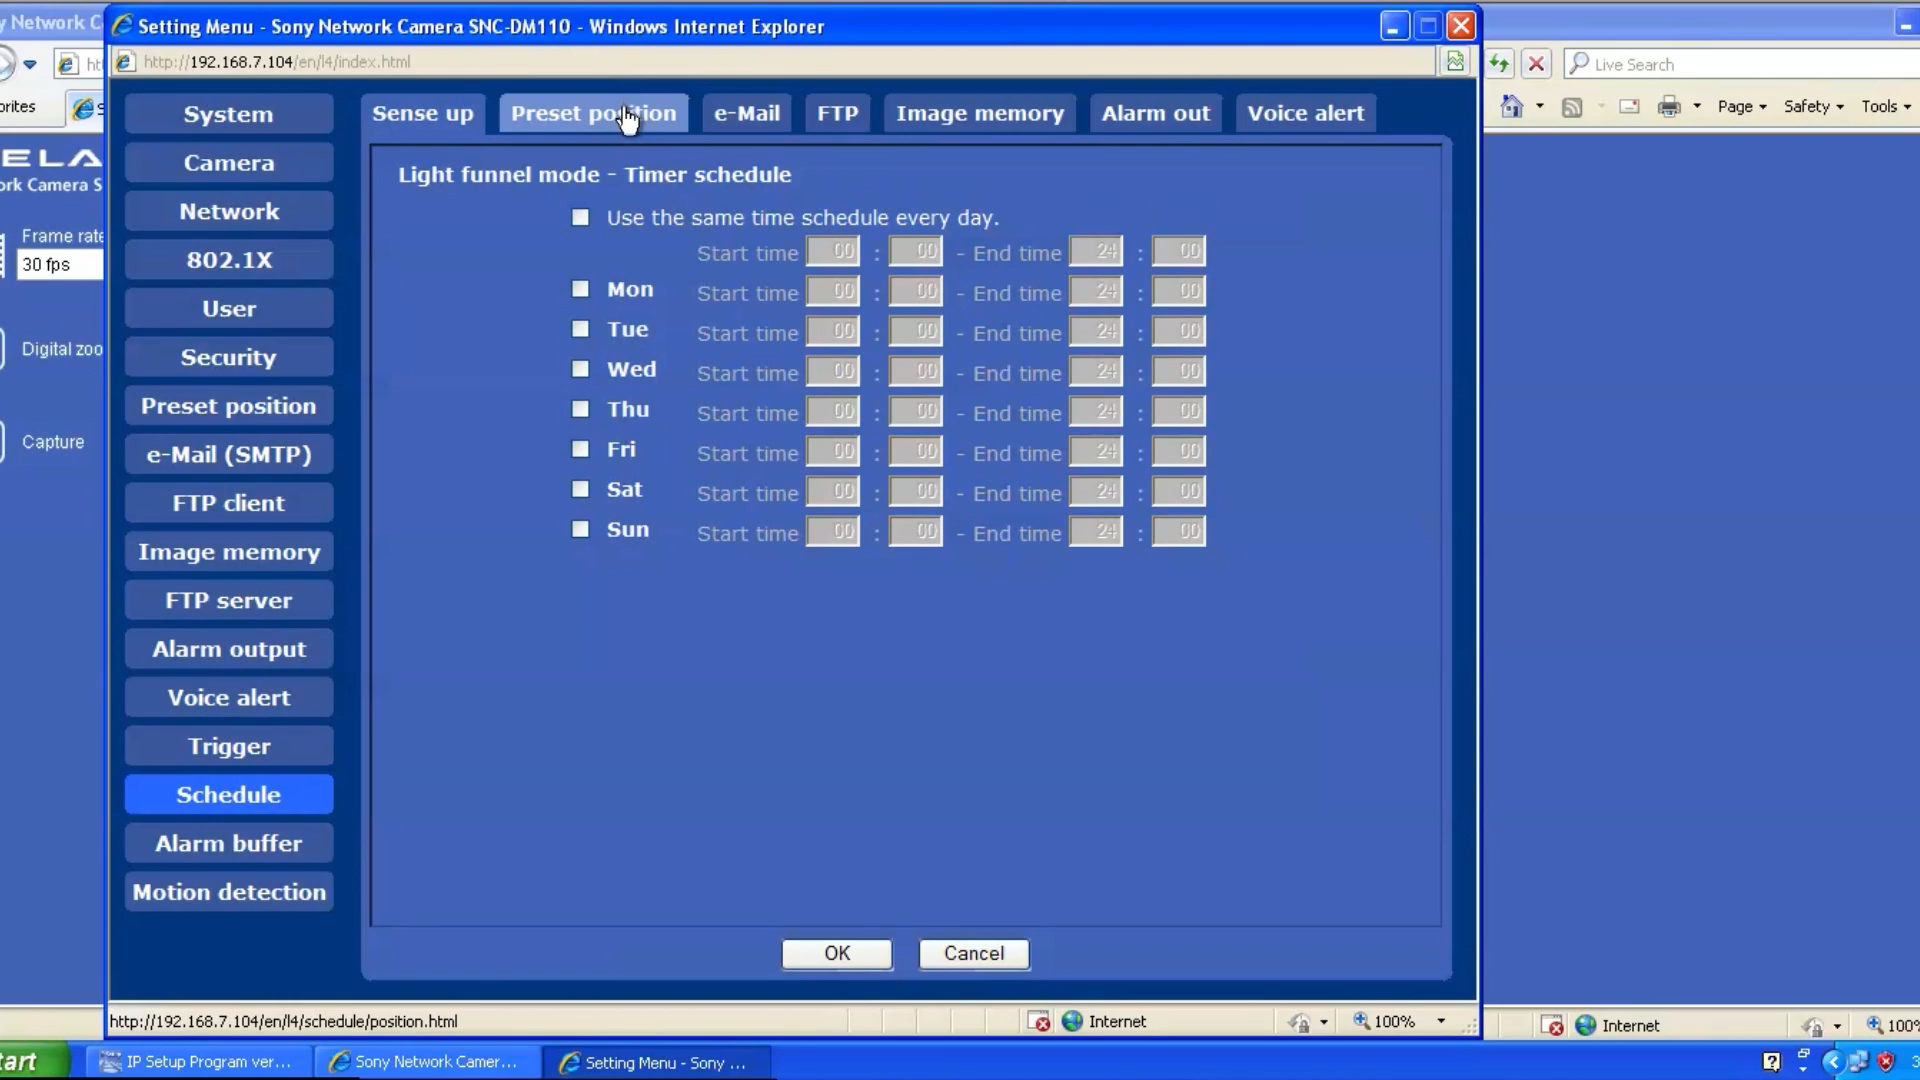 y Network C
Setting Menu - Sony Network Camera SNC-DM110 - Windows Internet Explorer
http://192.168.7.104/en/l4/index.html
Live Search
orites
Page
Safety
Tools
System
Camera
Network
802.1X
User
Security
Preset position
e-Mail (SMTP)
FTP client
Image memory
FTP server
Alarm output
Voice alert
Trigger
Schedule
Alarm buffer
Motion detection
Sense up
Preset position
e-Mail
FTP
Image memory
Alarm out
Voice alert
Light funnel mode - Timer schedule
Use the same time schedule every day.
Start time 00 : 00 - End time 24 : 00
Mon Start time 00 : 00 - End time 24 : 00
Tue Start time 00 : 00 - End time 24 : 00
Wed Start time 00 : 00 - End time 24 : 00
Thu Start time 00 : 00 - End time 24 : 00
Fri Start time 00 : 00 - End time 24 : 00
Sat Start time 00 : 00 - End time 24 : 00
Sun Start time 00 : 00 - End time 24 : 00
OK
Cancel
ELA
ork Camera S
Frame rate
30 fps
Digital zoo
Capture
http://192.168.7.104/en/l4/schedule/position.html
Internet
100%
Internet
100%
tart
IP Setup Program ver...
Sony Network Camer...
Setting Menu - Sony ...